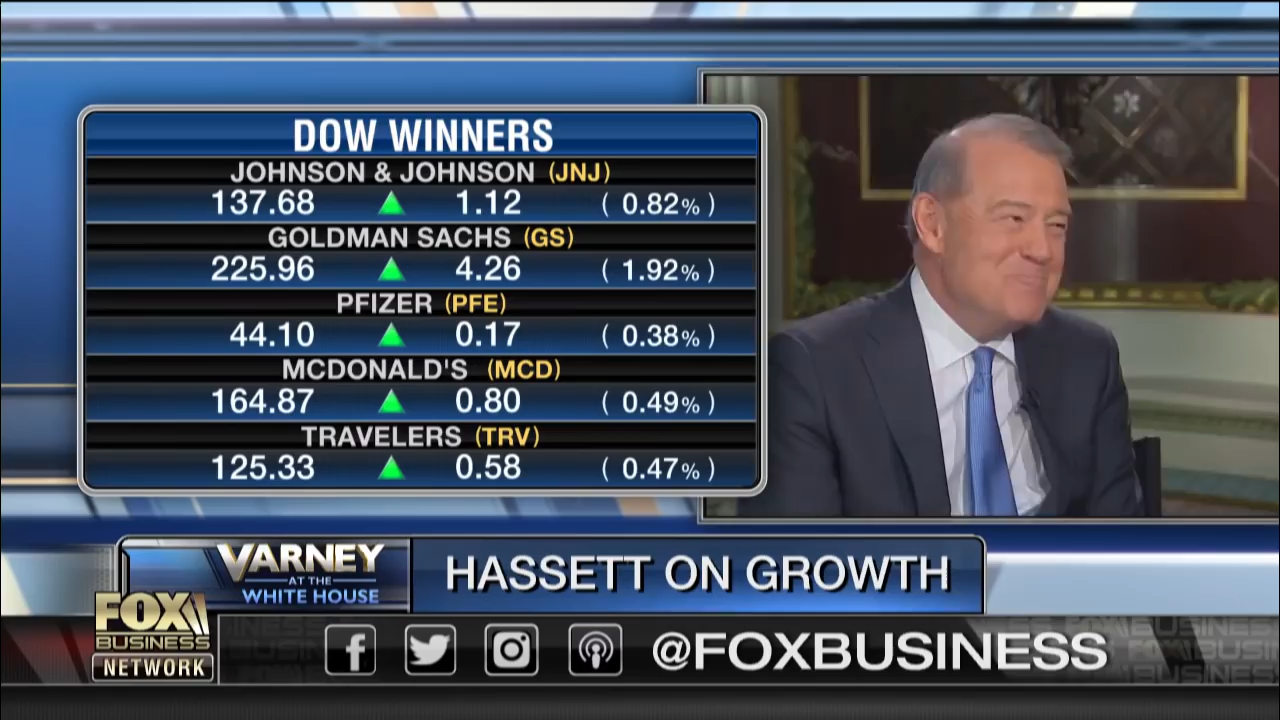 DOW WINNERS
JOHNSON & JOHNSON (JNJ)
137.68 ▲ 1.12 ( 0.82% )
GOLDMAN SACHS (GS)
225.96 ▲ 4.26 ( 1.92% )
PFIZER (PFE)
44.10 ▲ 0.17 ( 0.38% )
MCDONALD'S (MCD)
164.87 ▲ 0.80 ( 0.49% )
TRAVELERS (TRV)
125.33 ▲ 0.58 ( 0.47% )
VARNEY
AT THE
WHITE HOUSE
HASSETT ON GROWTH
FOX
BUSINESS
NETWORK
@FOXBUSINESS